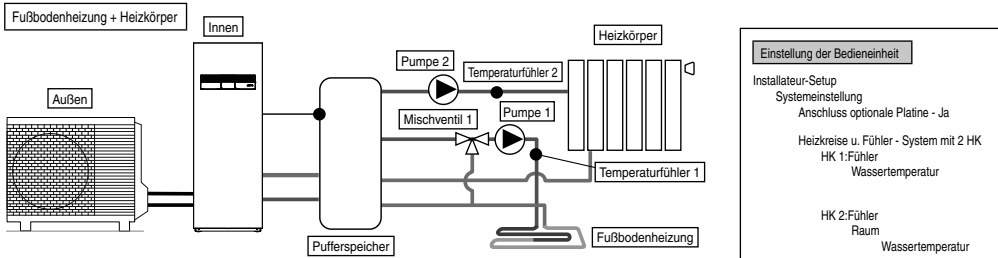 Fußbodenheizung + Heizkörper
Innen
Außen
Pufferspeicher
Pumpe 2
Temperaturfühler 2
Heizkörper
Mischventil 1
Pumpe 1
Temperaturfühler 1
Fußbodenheizung
Einstellung der Bedieneinheit
Installateur-Setup
Systemeinstellung
Anschluss optionale Platine - Ja
Heizkreise u. Fühler - System mit 2 HK
HK 1:Fühler
Wassertemperatur
HK 2:Fühler
Raum
Wassertemperatur